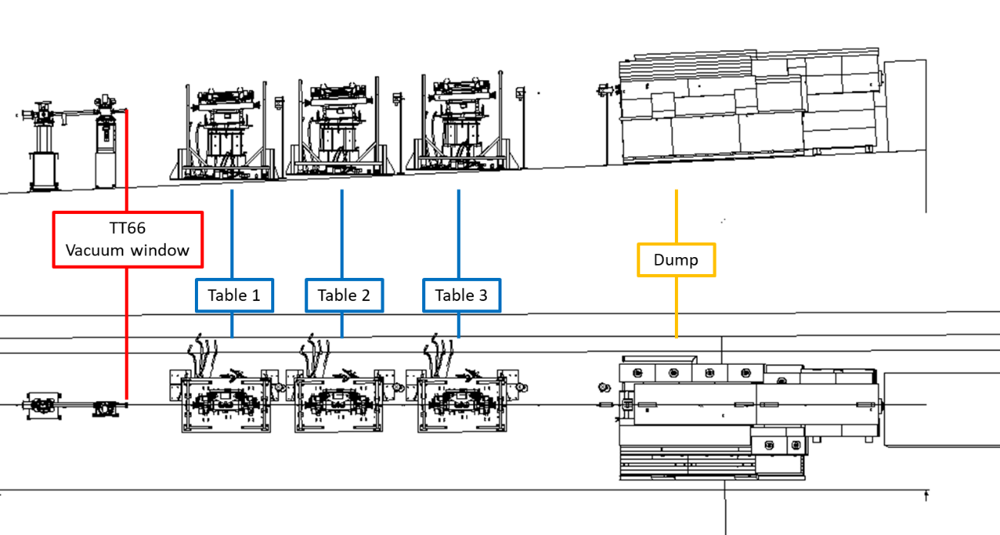 TT66
Vacuum window
Table 1
Table 2
Table 3
Dump